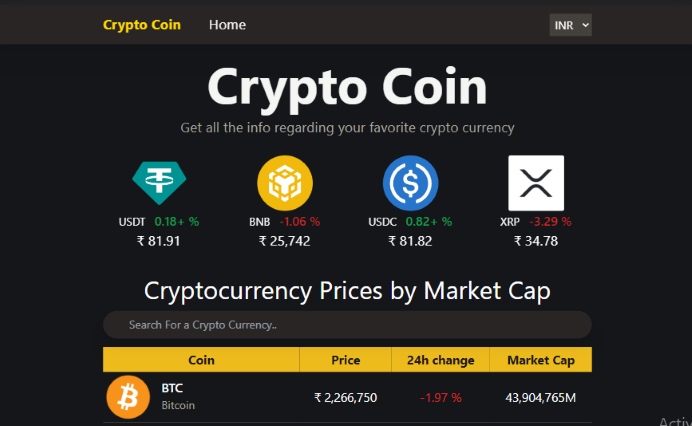 Crypto Coin Home INR
Crypto Coin
Get all the info regarding your favorite crypto currency
USDT 0.18+ % BNB -1.06 % USDC 0.82+ % XRP -3.29 %
₹ 81.91 ₹ 25,742 ₹ 81.82 ₹ 34.78
Cryptocurrency Prices by Market Cap
Search For a Crypto Currency..
Coin Price 24h change Market Cap
BTC
Bitcoin ₹ 2,266,750 -1.97 % 43,904,765M